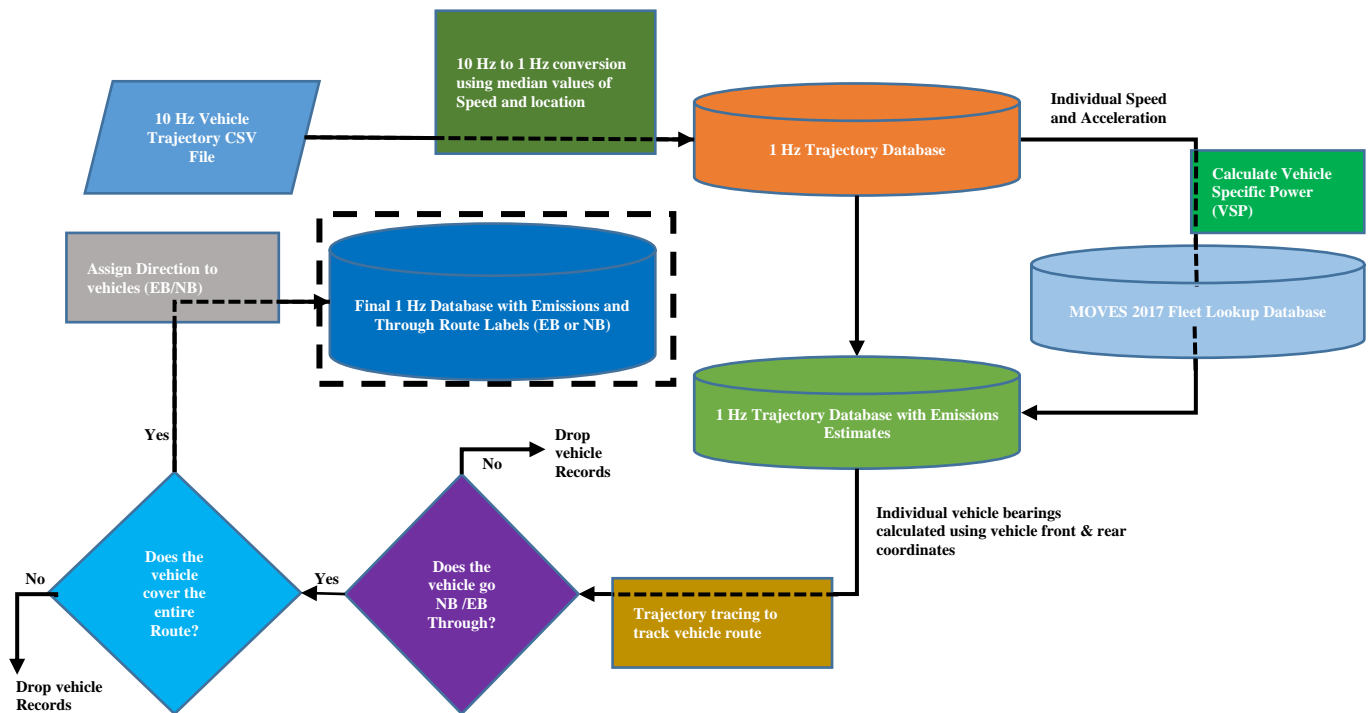 10 Hz Vehicle
Trajectory CSV
File
10 Hz to 1 Hz conversion
using median values of
Speed and location
1 Hz Trajectory Database
Individual Speed
and Acceleration
Calculate Vehicle
Specific Power
(VSP)
MOVES 2017 Fleet Lookup Database
1 Hz Trajectory Database with Emissions
Estimates
Individual vehicle bearings
calculated using vehicle front & rear
coordinates
Trajectory tracing to
track vehicle route
Does the
vehicle go
NB /EB
Through?
No
Drop
vehicle
Records
Yes
Does the
vehicle
cover the
entire
Route?
No
Drop vehicle
Records
Yes
Assign Direction to
vehicles (EB/NB)
Final 1 Hz Database with Emissions and
Through Route Labels (EB or NB)